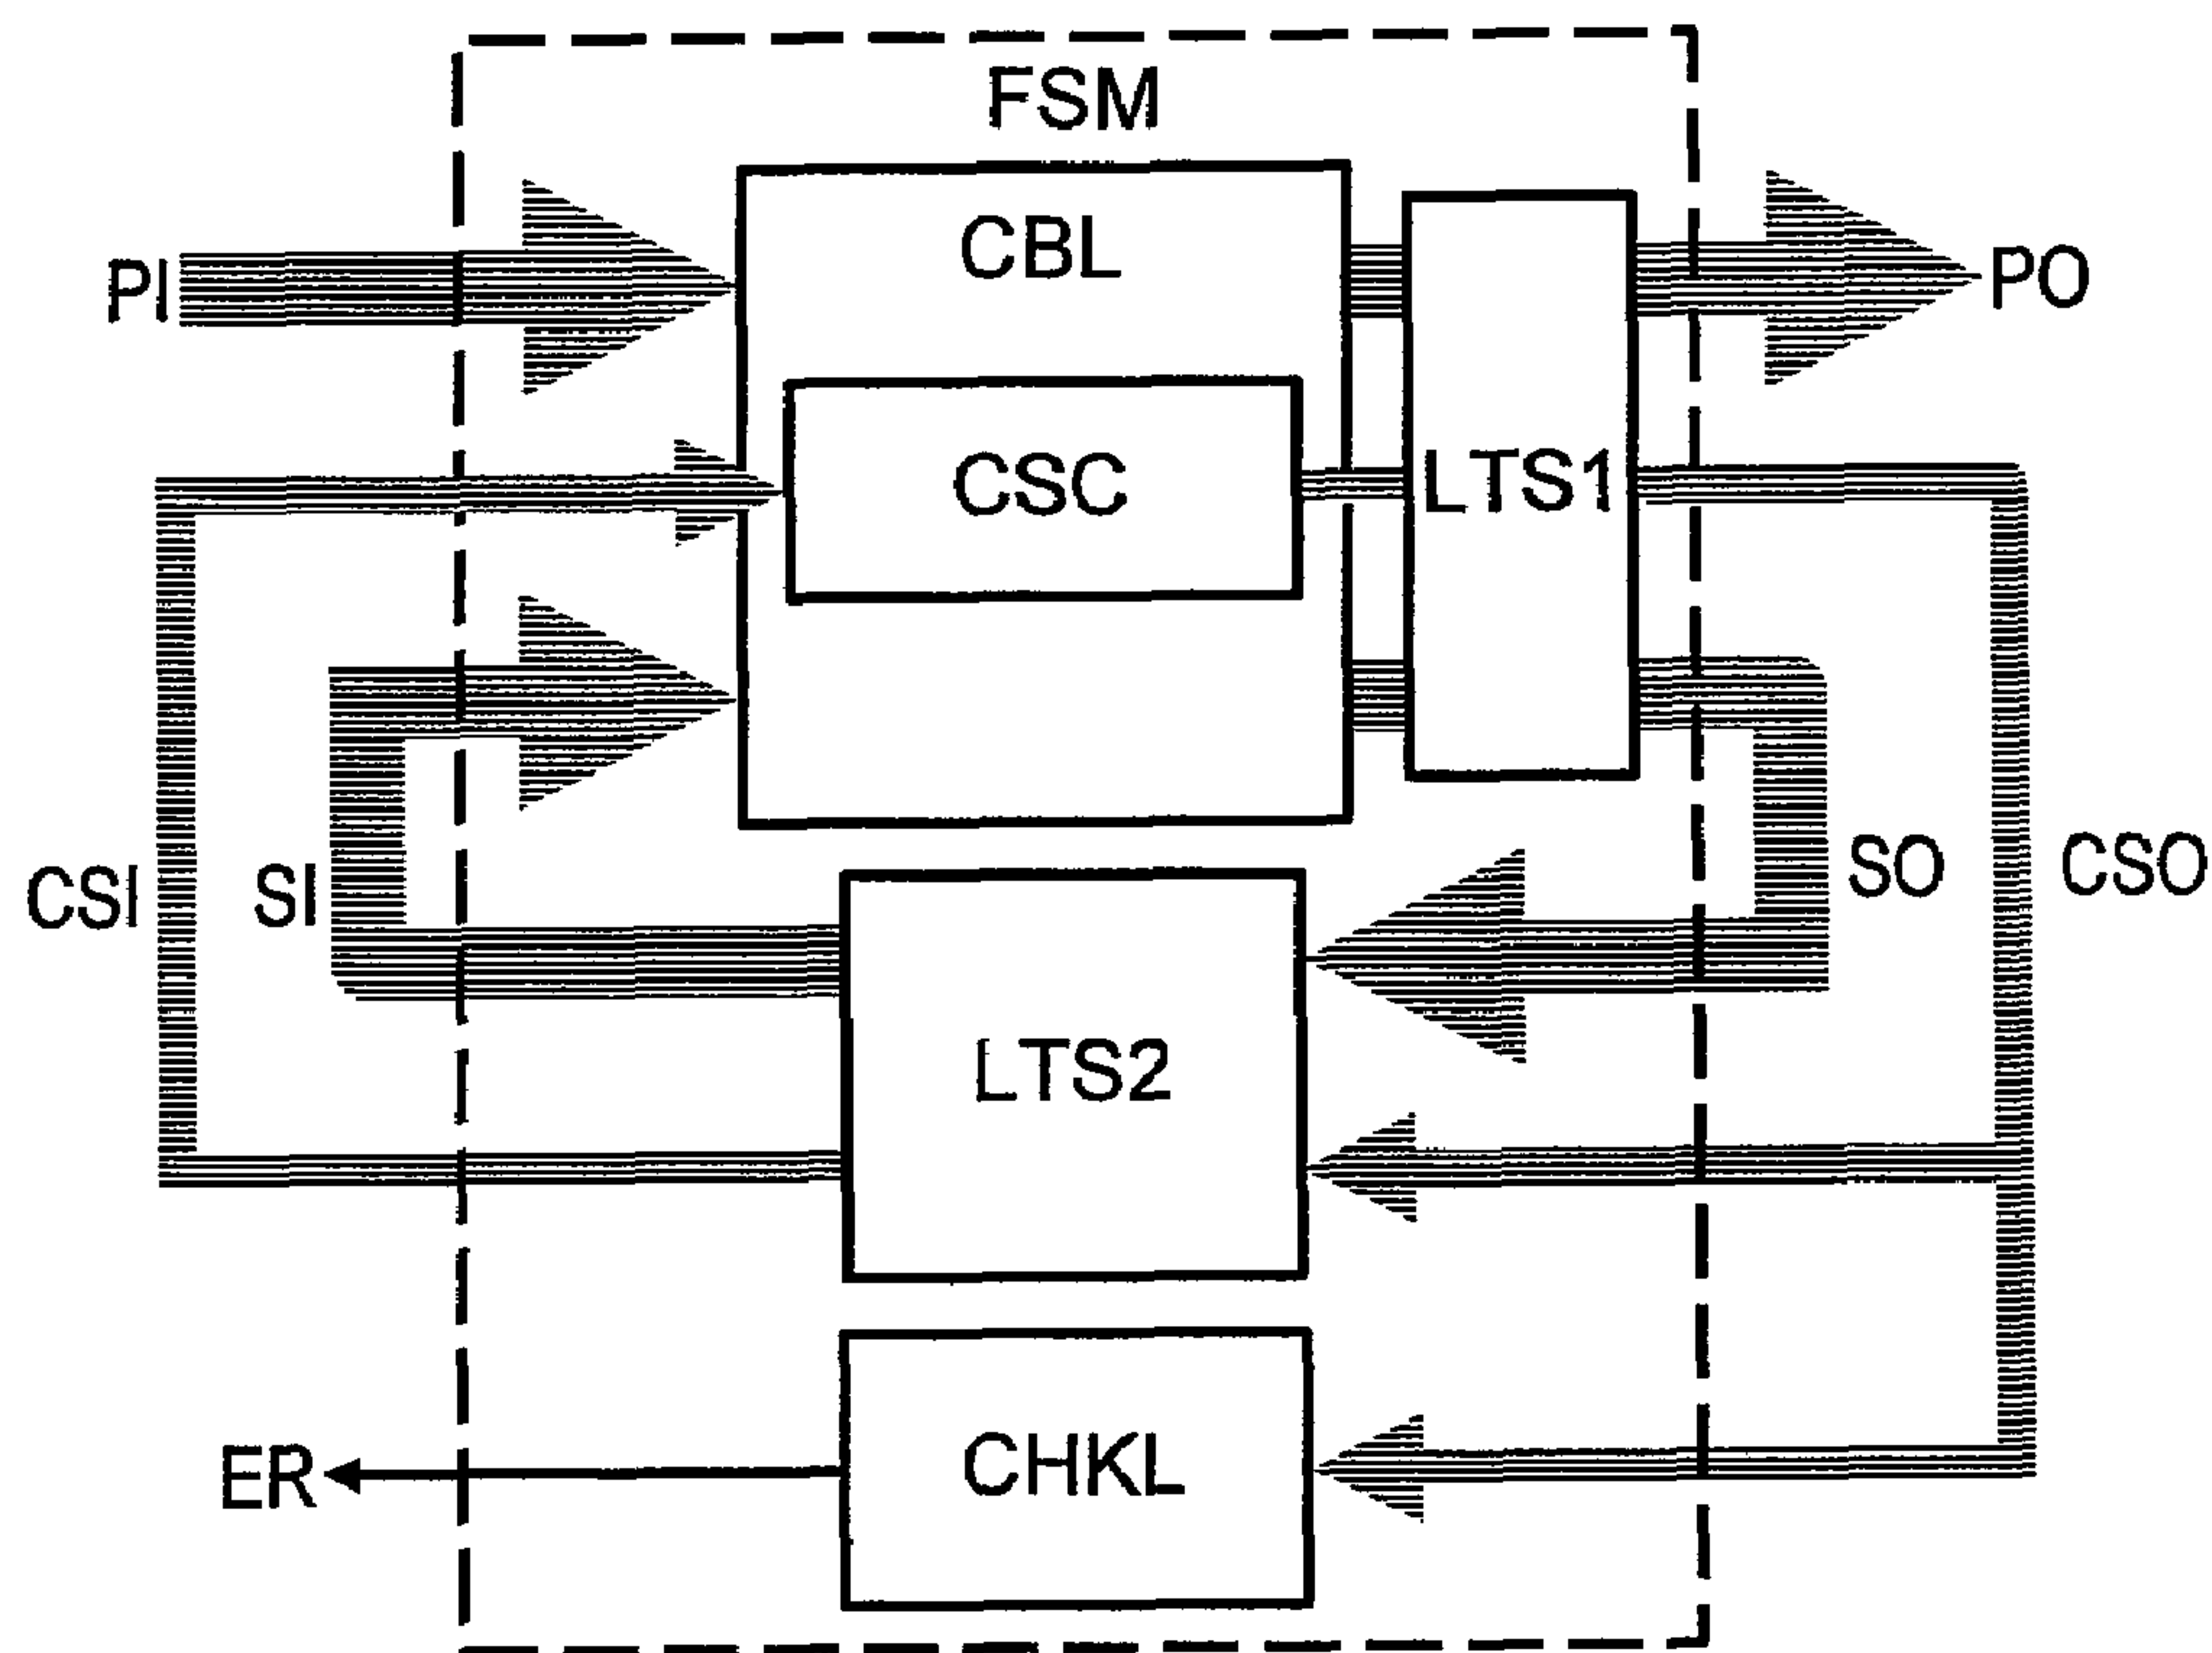 FSM
CBL
PI
PO
CSC
LTS1
CSI
SI
SO
CSO
LTS2
CHKL
ER